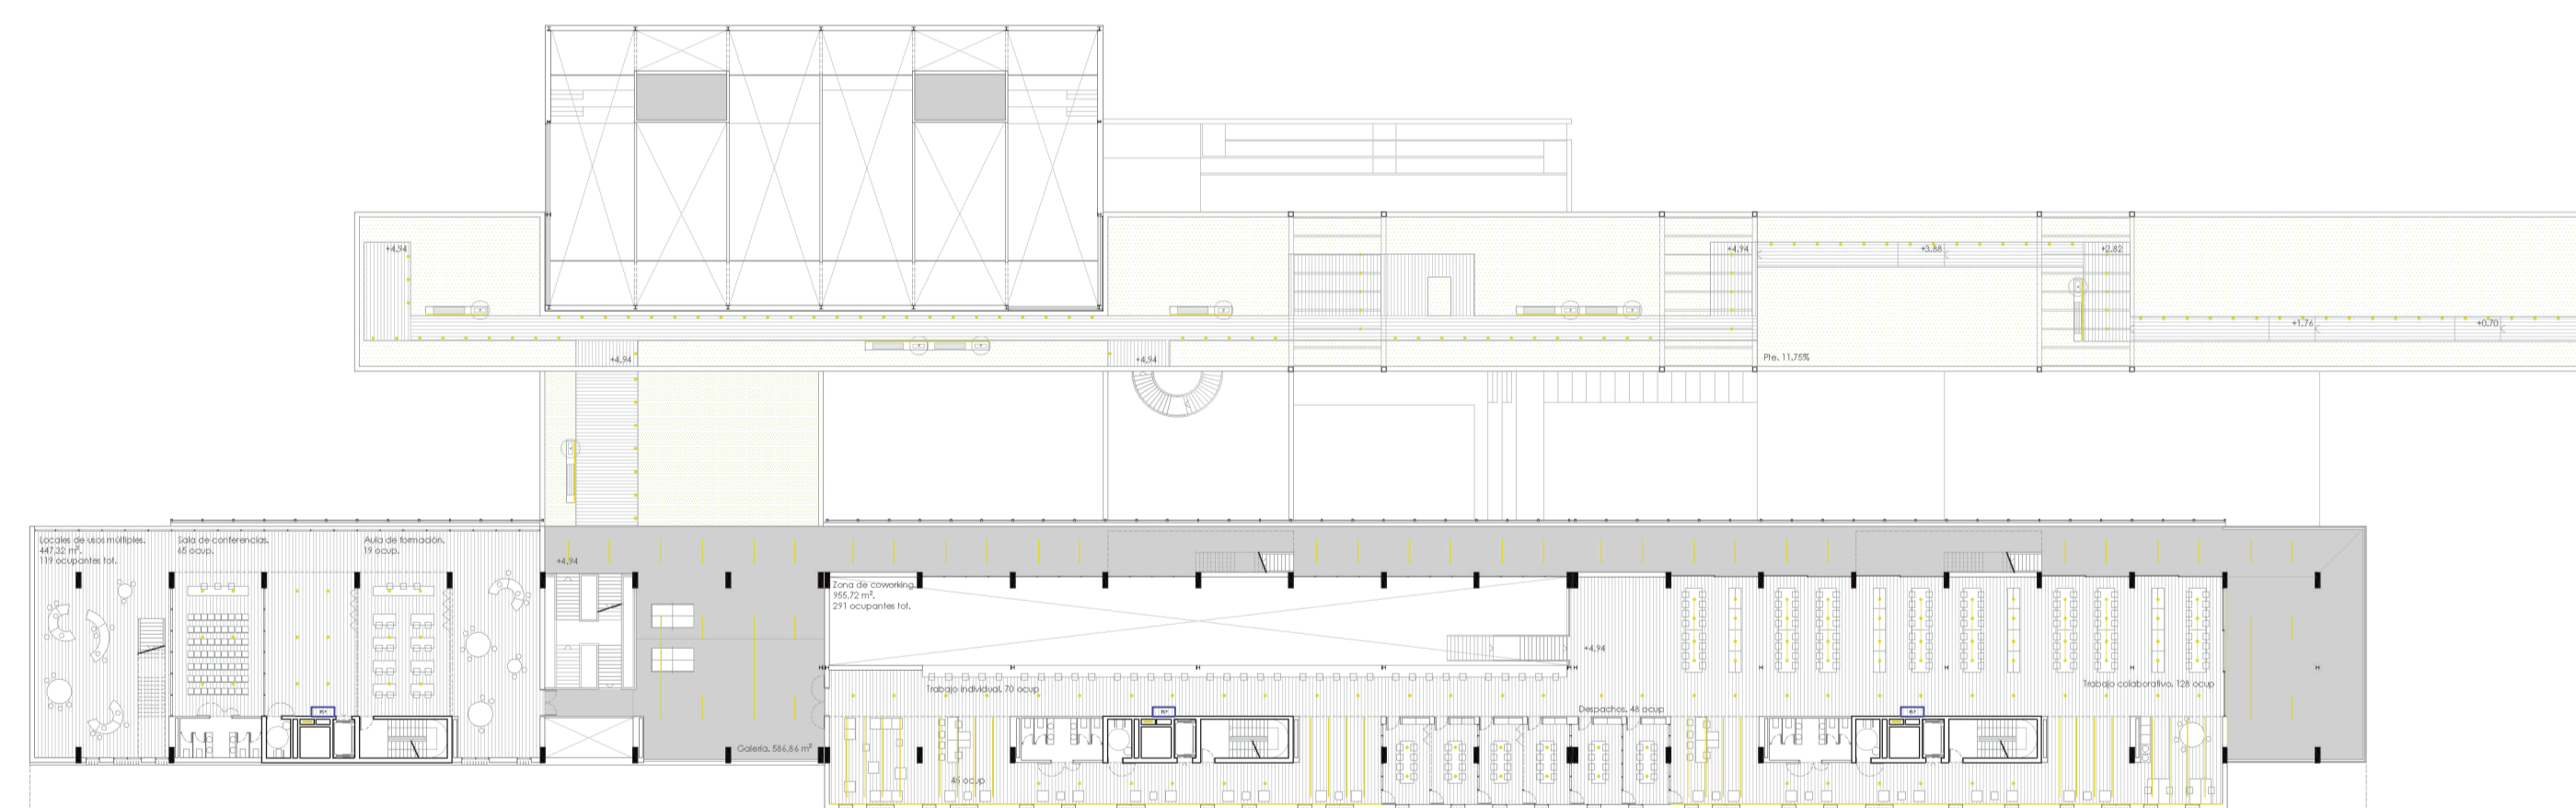 +4,94
+4,94
+3,88
+2,82
+1,76
+0,70
+4,94
+4,94
Pte. 11,75%
Locales de usos múltiples.
447,32 m².
119 ocupantes tot.
Sala de conferencias.
65 ocup.
Aula de formación.
19 ocup.
+4,94
Zona de coworking.
955,72 m².
291 ocupantes tot.
+4,94
Trabajo individual, 70 ocup
Trabajo colaborativo, 128 ocup
Despachos, 48 ocup
Galería, 586,86 m²
45 ocup